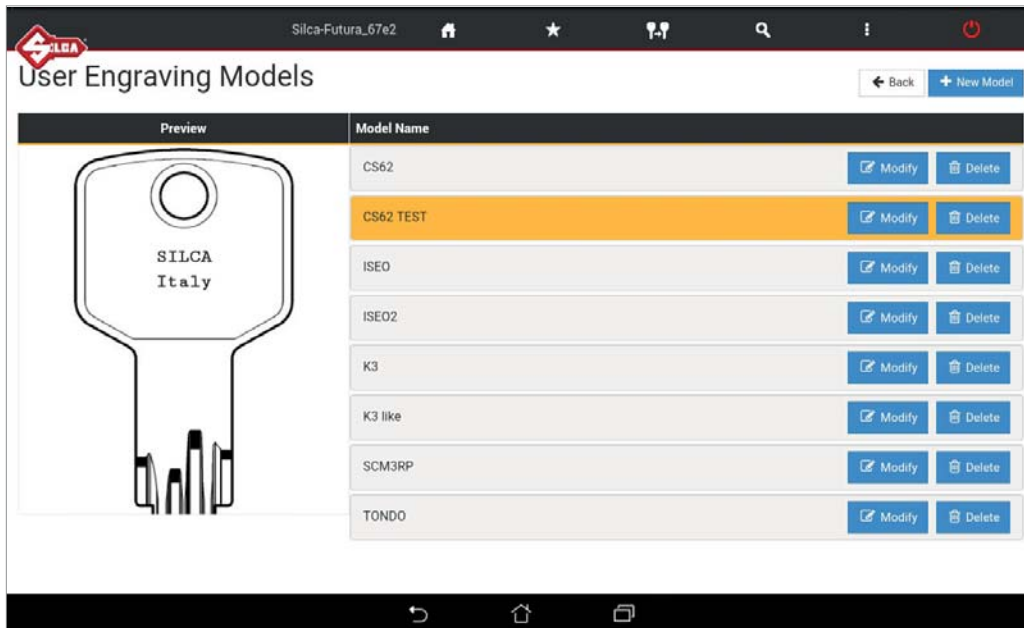 Silca-Futura_67e2
SILCA
User Engraving Models
Back
New Model
Preview
Model Name
SILCA
Italy
CS62
Modify
Delete
CS62 TEST
Modify
Delete
ISEO
Modify
Delete
ISEO2
Modify
Delete
K3
Modify
Delete
K3 like
Modify
Delete
SCM3RP
Modify
Delete
TONDO
Modify
Delete